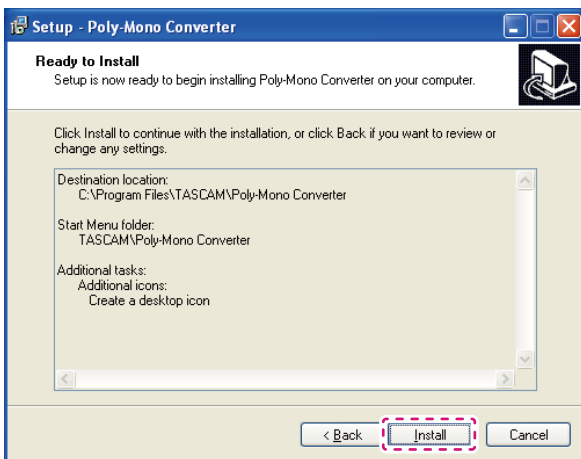 Setup - Poly-Mono Converter
Ready to Install
Setup is now ready to begin installing Poly-Mono Converter on your computer.
Click Install to continue with the installation, or click Back if you want to review or
change any settings.
Destination location:
C:\Program Files\TASCAM\Poly-Mono Converter
Start Menu folder:
TASCAM\Poly-Mono Converter
Additional tasks:
Additional icons:
Create a desktop icon
< Back
Install
Cancel